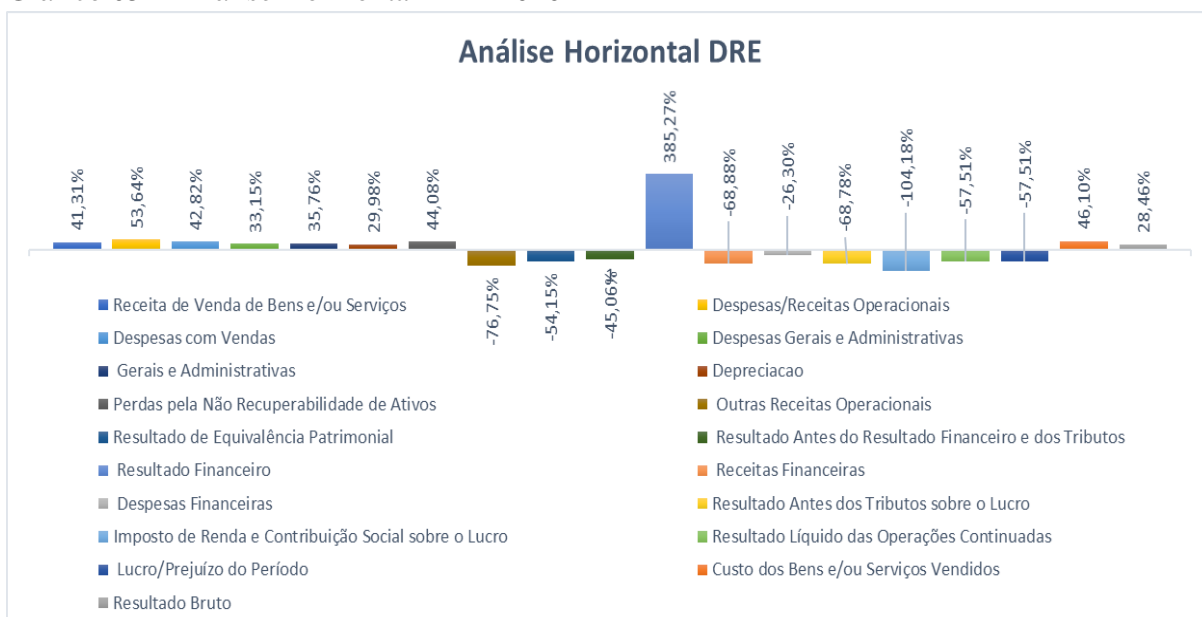 Análise Horizontal DRE
41,31%
53,64%
42,82%
33,15%
35,76%
29,98%
44,08%
-76,75%
-54,15%
-45,06%
385,27%
-68,88%
-26,30%
-68,78%
-104,18%
-57,51%
-57,51%
46,10%
28,46%
Receita de Venda de Bens e/ou Serviços
Despesas/Receitas Operacionais
Despesas com Vendas
Despesas Gerais e Administrativas
Gerais e Administrativas
Depreciacao
Perdas pela Não Recuperabilidade de Ativos
Outras Receitas Operacionais
Resultado de Equivalência Patrimonial
Resultado Antes do Resultado Financeiro e dos Tributos
Resultado Financeiro
Receitas Financeiras
Despesas Financeiras
Resultado Antes dos Tributos sobre o Lucro
Imposto de Renda e Contribuição Social sobre o Lucro
Resultado Líquido das Operações Continuadas
Lucro/Prejuízo do Período
Custo dos Bens e/ou Serviços Vendidos
Resultado Bruto